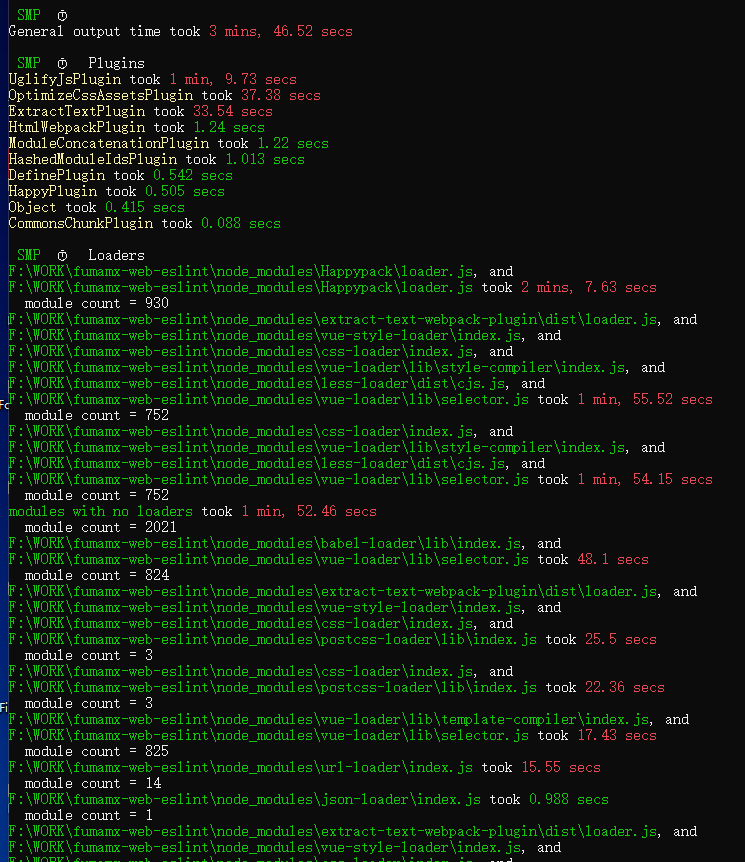 SMP ⏱
General output time took 3 mins, 46.52 secs
SMP ⏱ Plugins
UglifyJsPlugin took 1 min, 9.73 secs
OptimizeCssAssetsPlugin took 37.38 secs
ExtractTextPlugin took 33.54 secs
HtmlWebpackPlugin took 1.24 secs
ModuleConcatenationPlugin took 1.22 secs
HashedModuleIdsPlugin took 1.013 secs
DefinePlugin took 0.542 secs
HappyPlugin took 0.505 secs
Object took 0.415 secs
CommonsChunkPlugin took 0.088 secs
SMP ⏱ Loaders
F:\WORK\fumamx-web-eslint\node_modules\Happypack\loader.js, and
F:\WORK\fumamx-web-eslint\node_modules\Happypack\loader.js took 2 mins, 7.63 secs
module count = 930
F:\WORK\fumamx-web-eslint\node_modules\extract-text-webpack-plugin\dist\loader.js, and
F:\WORK\fumamx-web-eslint\node_modules\vue-style-loader\index.js, and
F:\WORK\fumamx-web-eslint\node_modules\css-loader\index.js, and
F:\WORK\fumamx-web-eslint\node_modules\vue-loader\lib\style-compiler\index.js, and
F:\WORK\fumamx-web-eslint\node_modules\less-loader\dist\cjs.js, and
F:\WORK\fumamx-web-eslint\node_modules\vue-loader\lib\selector.js took 1 min, 55.52 secs
module count = 752
F:\WORK\fumamx-web-eslint\node_modules\css-loader\index.js, and
F:\WORK\fumamx-web-eslint\node_modules\vue-loader\lib\style-compiler\index.js, and
F:\WORK\fumamx-web-eslint\node_modules\less-loader\dist\cjs.js, and
F:\WORK\fumamx-web-eslint\node_modules\vue-loader\lib\selector.js took 1 min, 54.15 secs
module count = 752
modules with no loaders took 1 min, 52.46 secs
module count = 2021
F:\WORK\fumamx-web-eslint\node_modules\babel-loader\lib\index.js, and
F:\WORK\fumamx-web-eslint\node_modules\vue-loader\lib\selector.js took 48.1 secs
module count = 824
F:\WORK\fumamx-web-eslint\node_modules\extract-text-webpack-plugin\dist\loader.js, and
F:\WORK\fumamx-web-eslint\node_modules\vue-style-loader\index.js, and
F:\WORK\fumamx-web-eslint\node_modules\css-loader\index.js, and
F:\WORK\fumamx-web-eslint\node_modules\postcss-loader\lib\index.js took 25.5 secs
module count = 3
F:\WORK\fumamx-web-eslint\node_modules\css-loader\index.js, and
F:\WORK\fumamx-web-eslint\node_modules\postcss-loader\lib\index.js took 22.36 secs
module count = 3
F:\WORK\fumamx-web-eslint\node_modules\vue-loader\lib\template-compiler\index.js, and
F:\WORK\fumamx-web-eslint\node_modules\vue-loader\lib\selector.js took 17.43 secs
module count = 825
F:\WORK\fumamx-web-eslint\node_modules\url-loader\index.js took 15.55 secs
module count = 14
F:\WORK\fumamx-web-eslint\node_modules\json-loader\index.js took 0.988 secs
module count = 1
F:\WORK\fumamx-web-eslint\node_modules\extract-text-webpack-plugin\dist\loader.js, and
F:\WORK\fumamx-web-eslint\node_modules\vue-style-loader\index.js, and